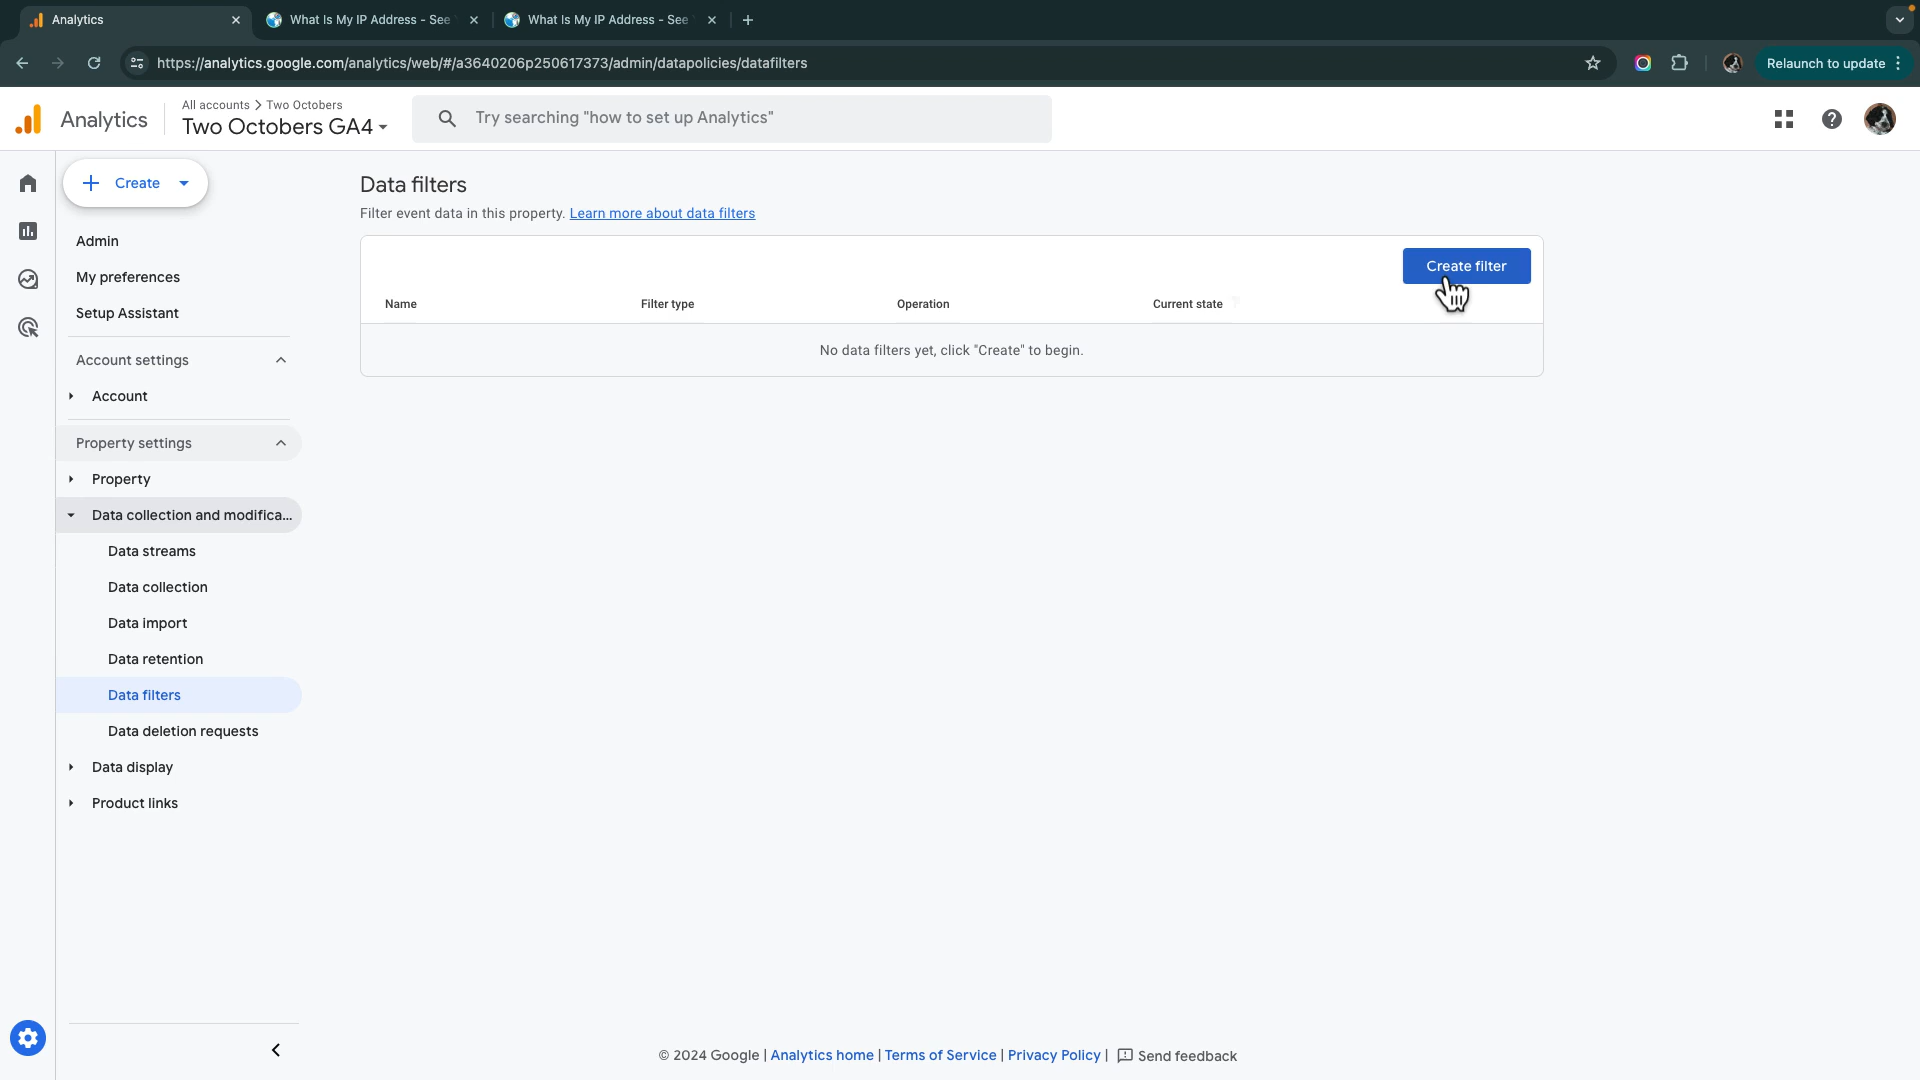 Analytics
What Is My IP Address - See
What Is My IP Address - See
https://analytics.google.com/analytics/web/#/a3640206p250617373/admin/datapolicies/datafilters
Relaunch to update
Analytics
All accounts > Two Octobers
Two Octobers GA4
Try searching "how to set up Analytics"
Create
Admin
My preferences
Setup Assistant
Account settings
Account
Property settings
Property
Data collection and modifica...
Data streams
Data collection
Data import
Data retention
Data filters
Data deletion requests
Data display
Product links
Data filters
Filter event data in this property. Learn more about data filters
Create filter
Name Filter type Operation Current state
No data filters yet, click "Create" to begin.
© 2024 Google | Analytics home | Terms of Service | Privacy Policy | Send feedback